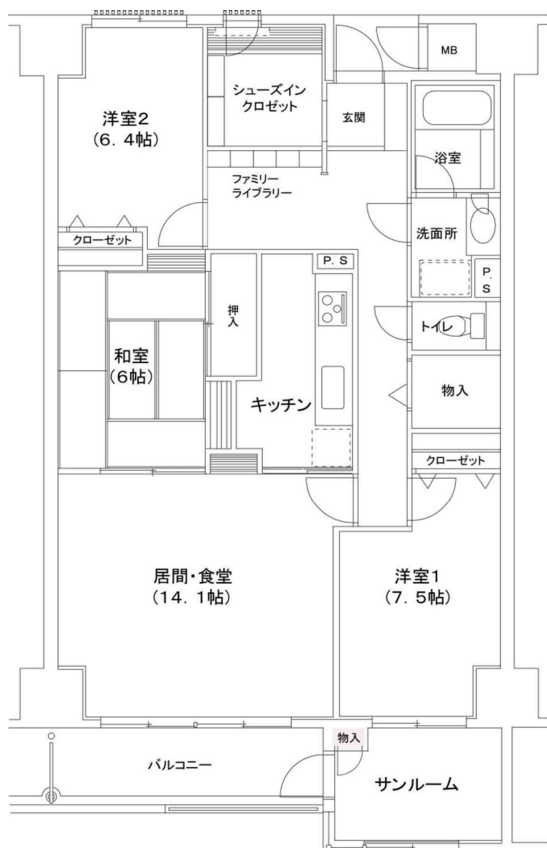 MB
シューズイン
クロゼット
玄関
洋室2
(6.4帖)
浴室
ファミリー
ライブラリー
洗面所
クローゼット
P.S
P.
S
押
入
トイレ
和室
(6帖)
キッチン
物入
クローゼット
居間・食堂
(14.1帖)
洋室1
(7.5帖)
物入
バルコニー
サンルーム